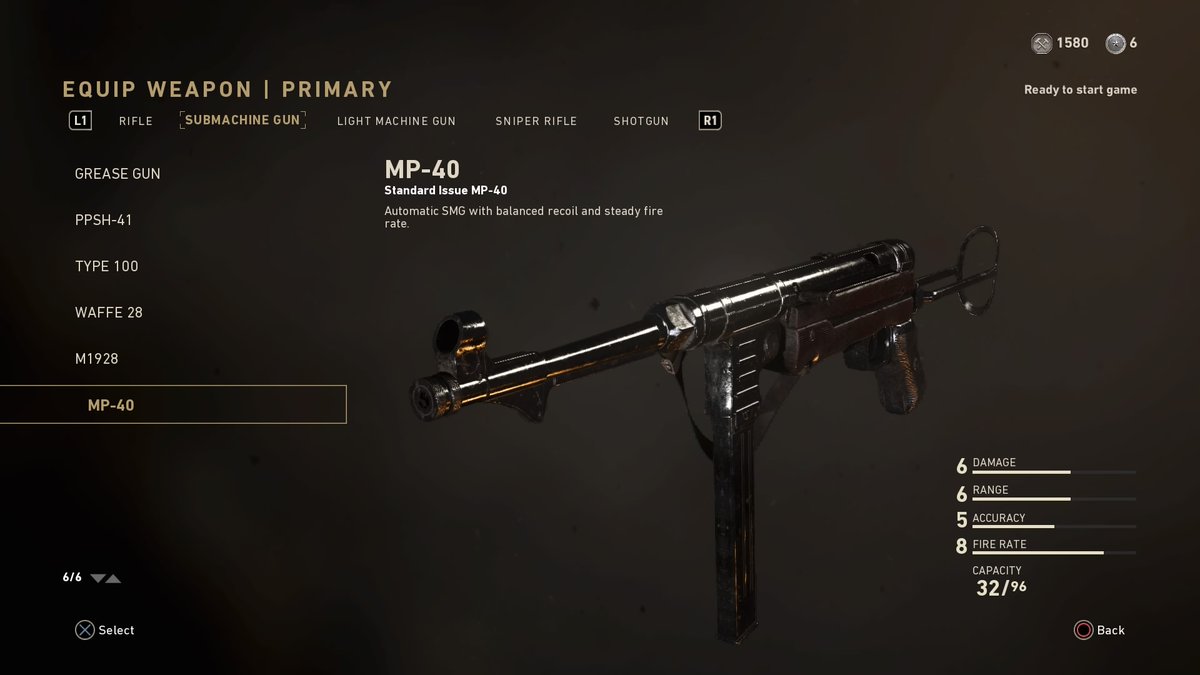 1580 6
EQUIP WEAPON | PRIMARY
Ready to start game
L1 RIFLE SUBMACHINE GUN LIGHT MACHINE GUN SNIPER RIFLE SHOTGUN R1
GREASE GUN
PPSH-41
TYPE 100
WAFFE 28
M1928
MP-40
MP-40
Standard Issue MP-40
Automatic SMG with balanced recoil and steady fire
rate.
6 DAMAGE
6 RANGE
5 ACCURACY
8 FIRE RATE
CAPACITY
32/96
6/6
Select
Back